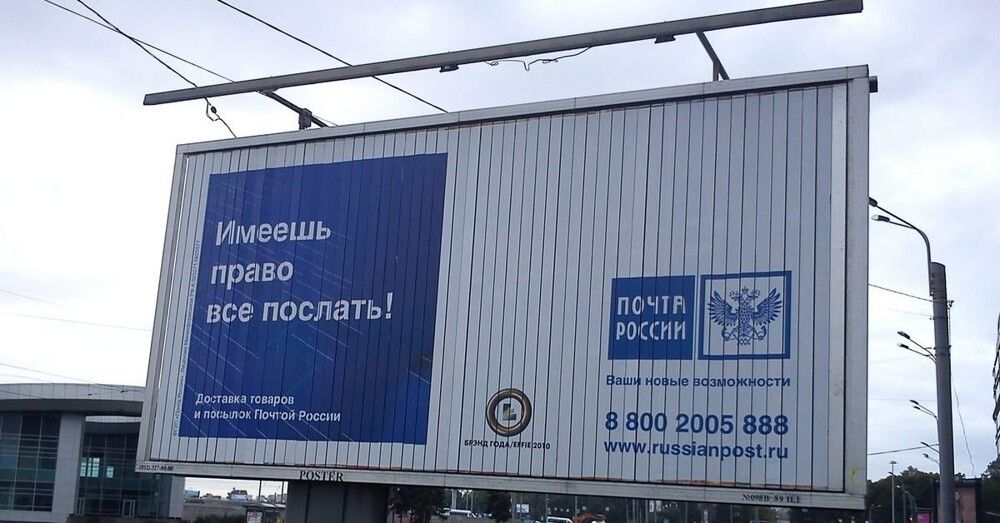 Имеешь
право
все послать!
Доставка товаров
и посылок Почтой России
БРЭНД ГОДА/EFFIE 2010
ПОЧТА
РОССИИ
Ваши новые возможности
8 800 2005 888
www.russianpost.ru
POSTER